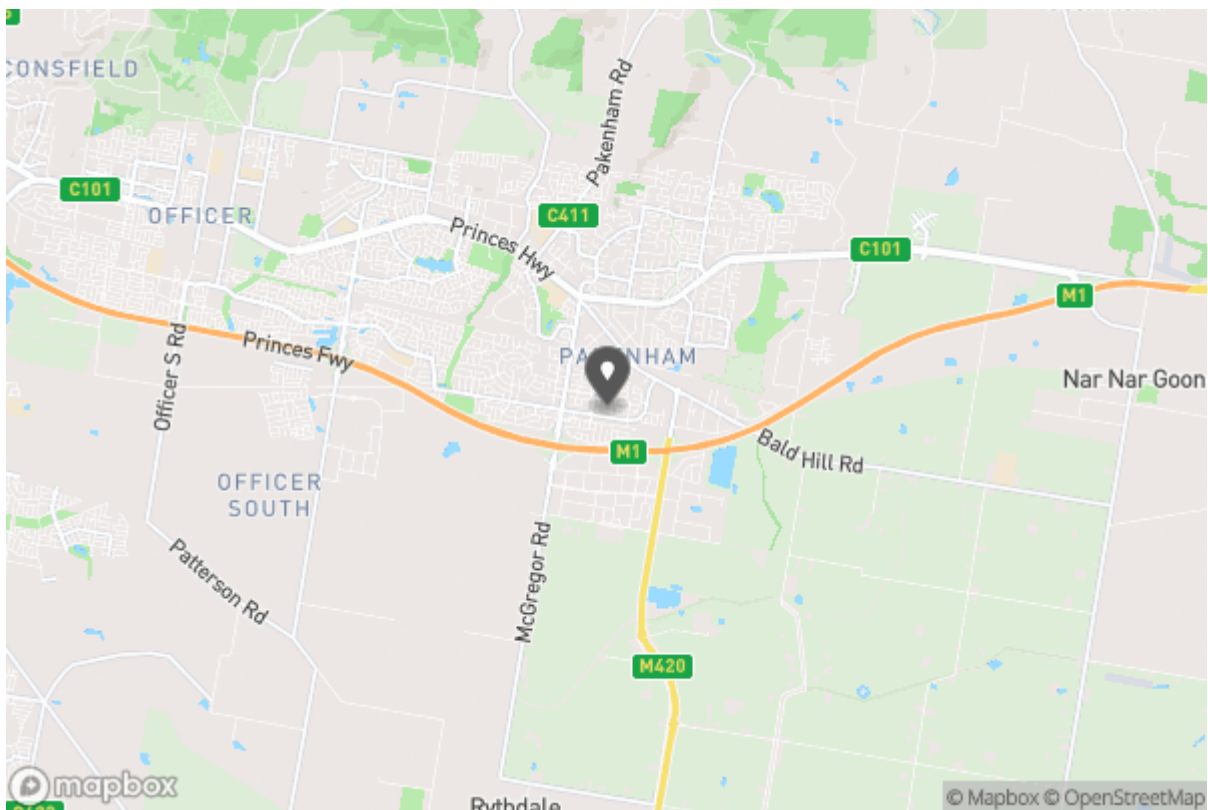 CONSFIELD
Pakenham Rd
C101
OFFICER
C411
Princes Hwy
C101
M1
Officer S Rd
Princes Fwy
PAKENHAM
Nar Nar Goon
M1
Bald Hill Rd
OFFICER
SOUTH
Patterson Rd
McGregor Rd
M420
mapbox
Rythdale
© Mapbox © OpenStreetMap